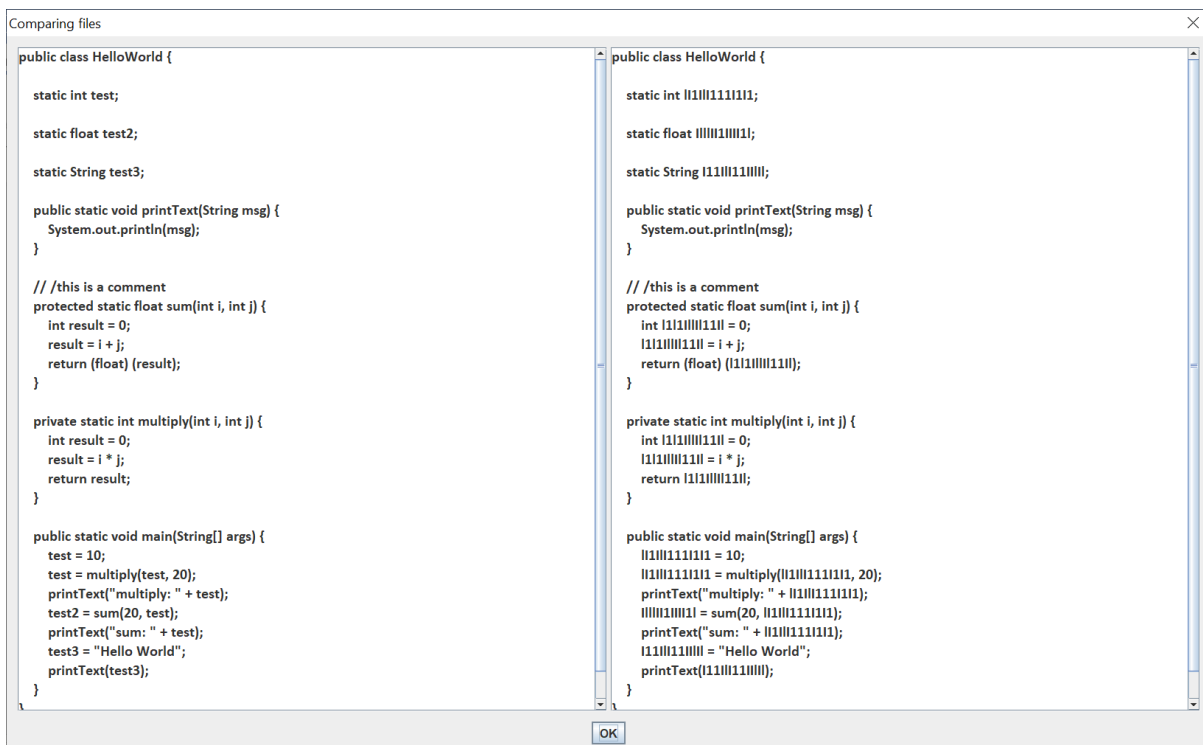 Comparing files
public class HelloWorld {
static int test;
static float test2;
static String test3;
public static void printText(String msg) {
System.out.println(msg);
}
// /this is a comment
protected static float sum(int i, int j) {
int result = 0;
result = i + j;
return (float) (result);
}
private static int multiply(int i, int j) {
int result = 0;
result = i * j;
return result;
}
public static void main(String[] args) {
test = 10;
test = multiply(test, 20);
printText("multiply: " + test);
test2 = sum(20, test);
printText("sum: " + test);
test3 = "Hello World";
printText(test3);
}
}
public class HelloWorld {
static int
static float
static String
public static void printText(String msg) {
System.out.println(msg);
}
// /this is a comment
protected static float sum(int i, int j) {
int = 0;
= i + j;
return (float)
}
private static int multiply(int i, int j) {
int = 0;
= i * j;
return
}
public static void main(String[] args) {
= 10;
= multiply( , 20);
printText("multiply: " +
= sum(20,
printText("sum: " +
= "Hello World";
printText(
}
}
OK